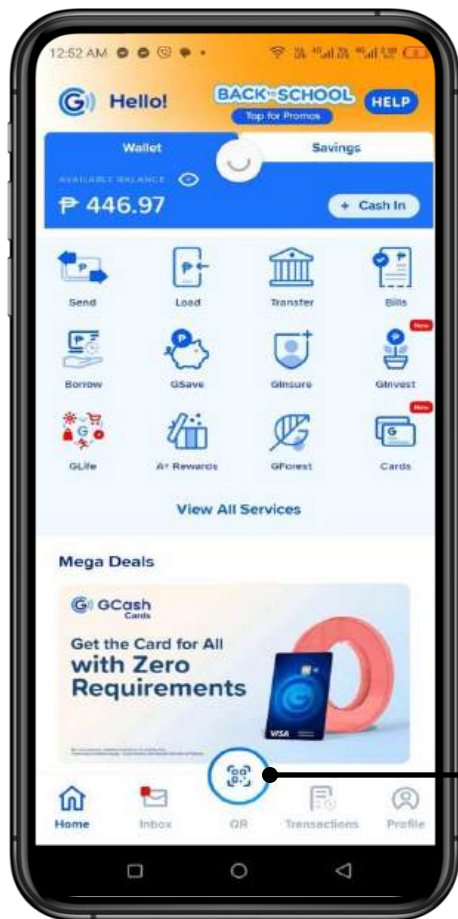 12:52 AM
G Hello!
BACK TO SCHOOL
Tap for Promos
HELP
Wallet
Savings
AVAILABLE BALANCE
₱ 446.97
+ Cash In
Send
Load
Transfer
Bills
New
Borrow
GSave
GInsure
GInvest
New
GLife
A+ Rewards
GForest
Cards
View All Services
Mega Deals
G GCash
Cards
Get the Card for All
with Zero
Requirements
VISA
Home
Inbox
QR
Transactions
Profile